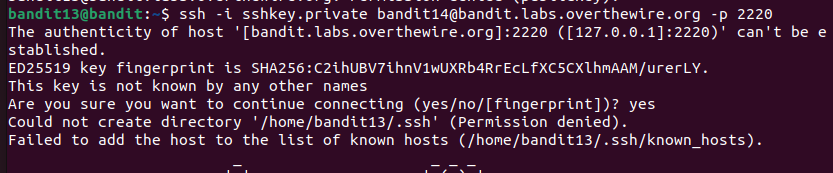 bandit13@bandit:~$ ssh -i sshkey.private bandit14@bandit.labs.overthewire.org -p 2220
The authenticity of host '[bandit.labs.overthewire.org]:2220 ([127.0.0.1]:2220)' can't be e
stablished.
ED25519 key fingerprint is SHA256:C2ihUBV7ihnV1wUXRb4RrEcLfXC5CXlhmAAM/urerLY.
This key is not known by any other names
Are you sure you want to continue connecting (yes/no/[fingerprint])? yes
Could not create directory '/home/bandit13/.ssh' (Permission denied).
Failed to add the host to the list of known hosts (/home/bandit13/.ssh/known_hosts).